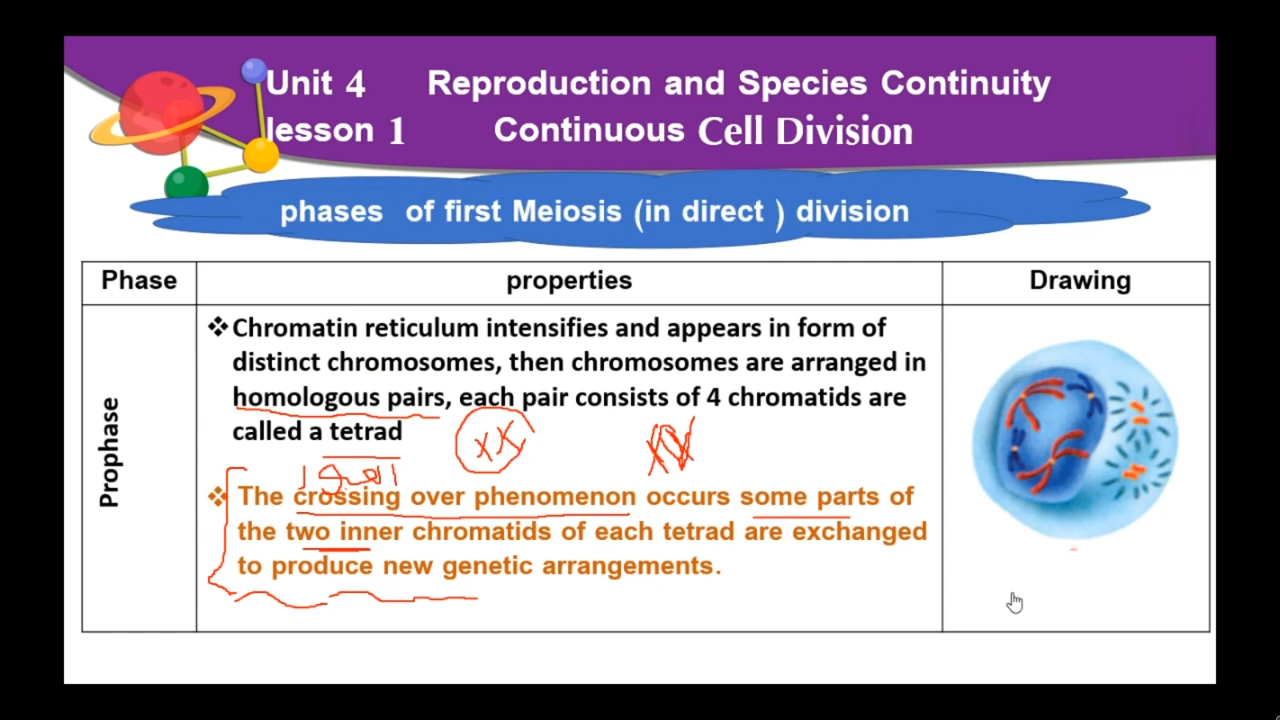 Unit 4 Reproduction and Species Continuity
lesson 1 Continuous Cell Division
phases of first Meiosis (in direct ) division
Phase properties Drawing
Prophase
❖Chromatin reticulum intensifies and appears in form of
distinct chromosomes, then chromosomes are arranged in
homologous pairs, each pair consists of 4 chromatids are
called a tetrad
❖ The crossing over phenomenon occurs some parts of
the two inner chromatids of each tetrad are exchanged
to produce new genetic arrangements.